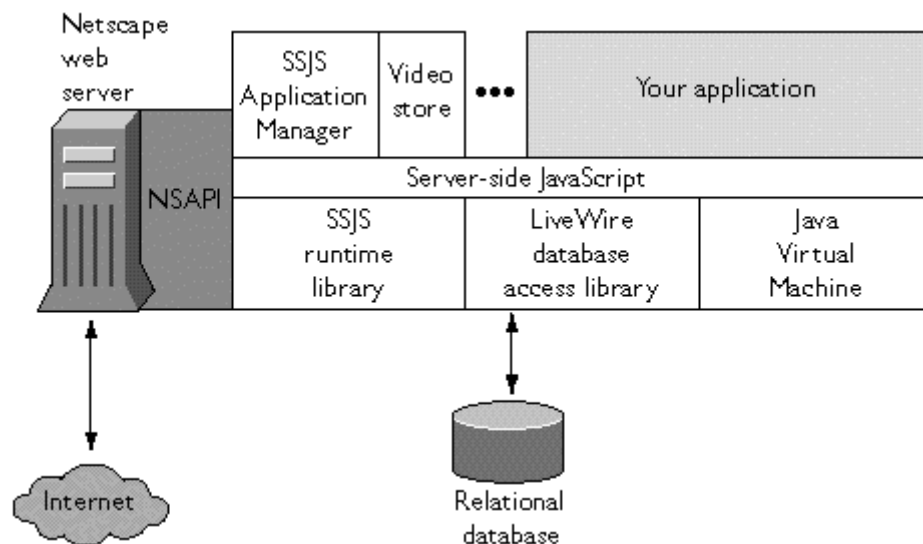 Netscape
web
server
SSJS
Application
Manager
Video
store
•••
Your application
NSAPI
Server-side JavaScript
SSJS
runtime
library
LiveWire
database
access library
Java
Virtual
Machine
Internet
Relational
database